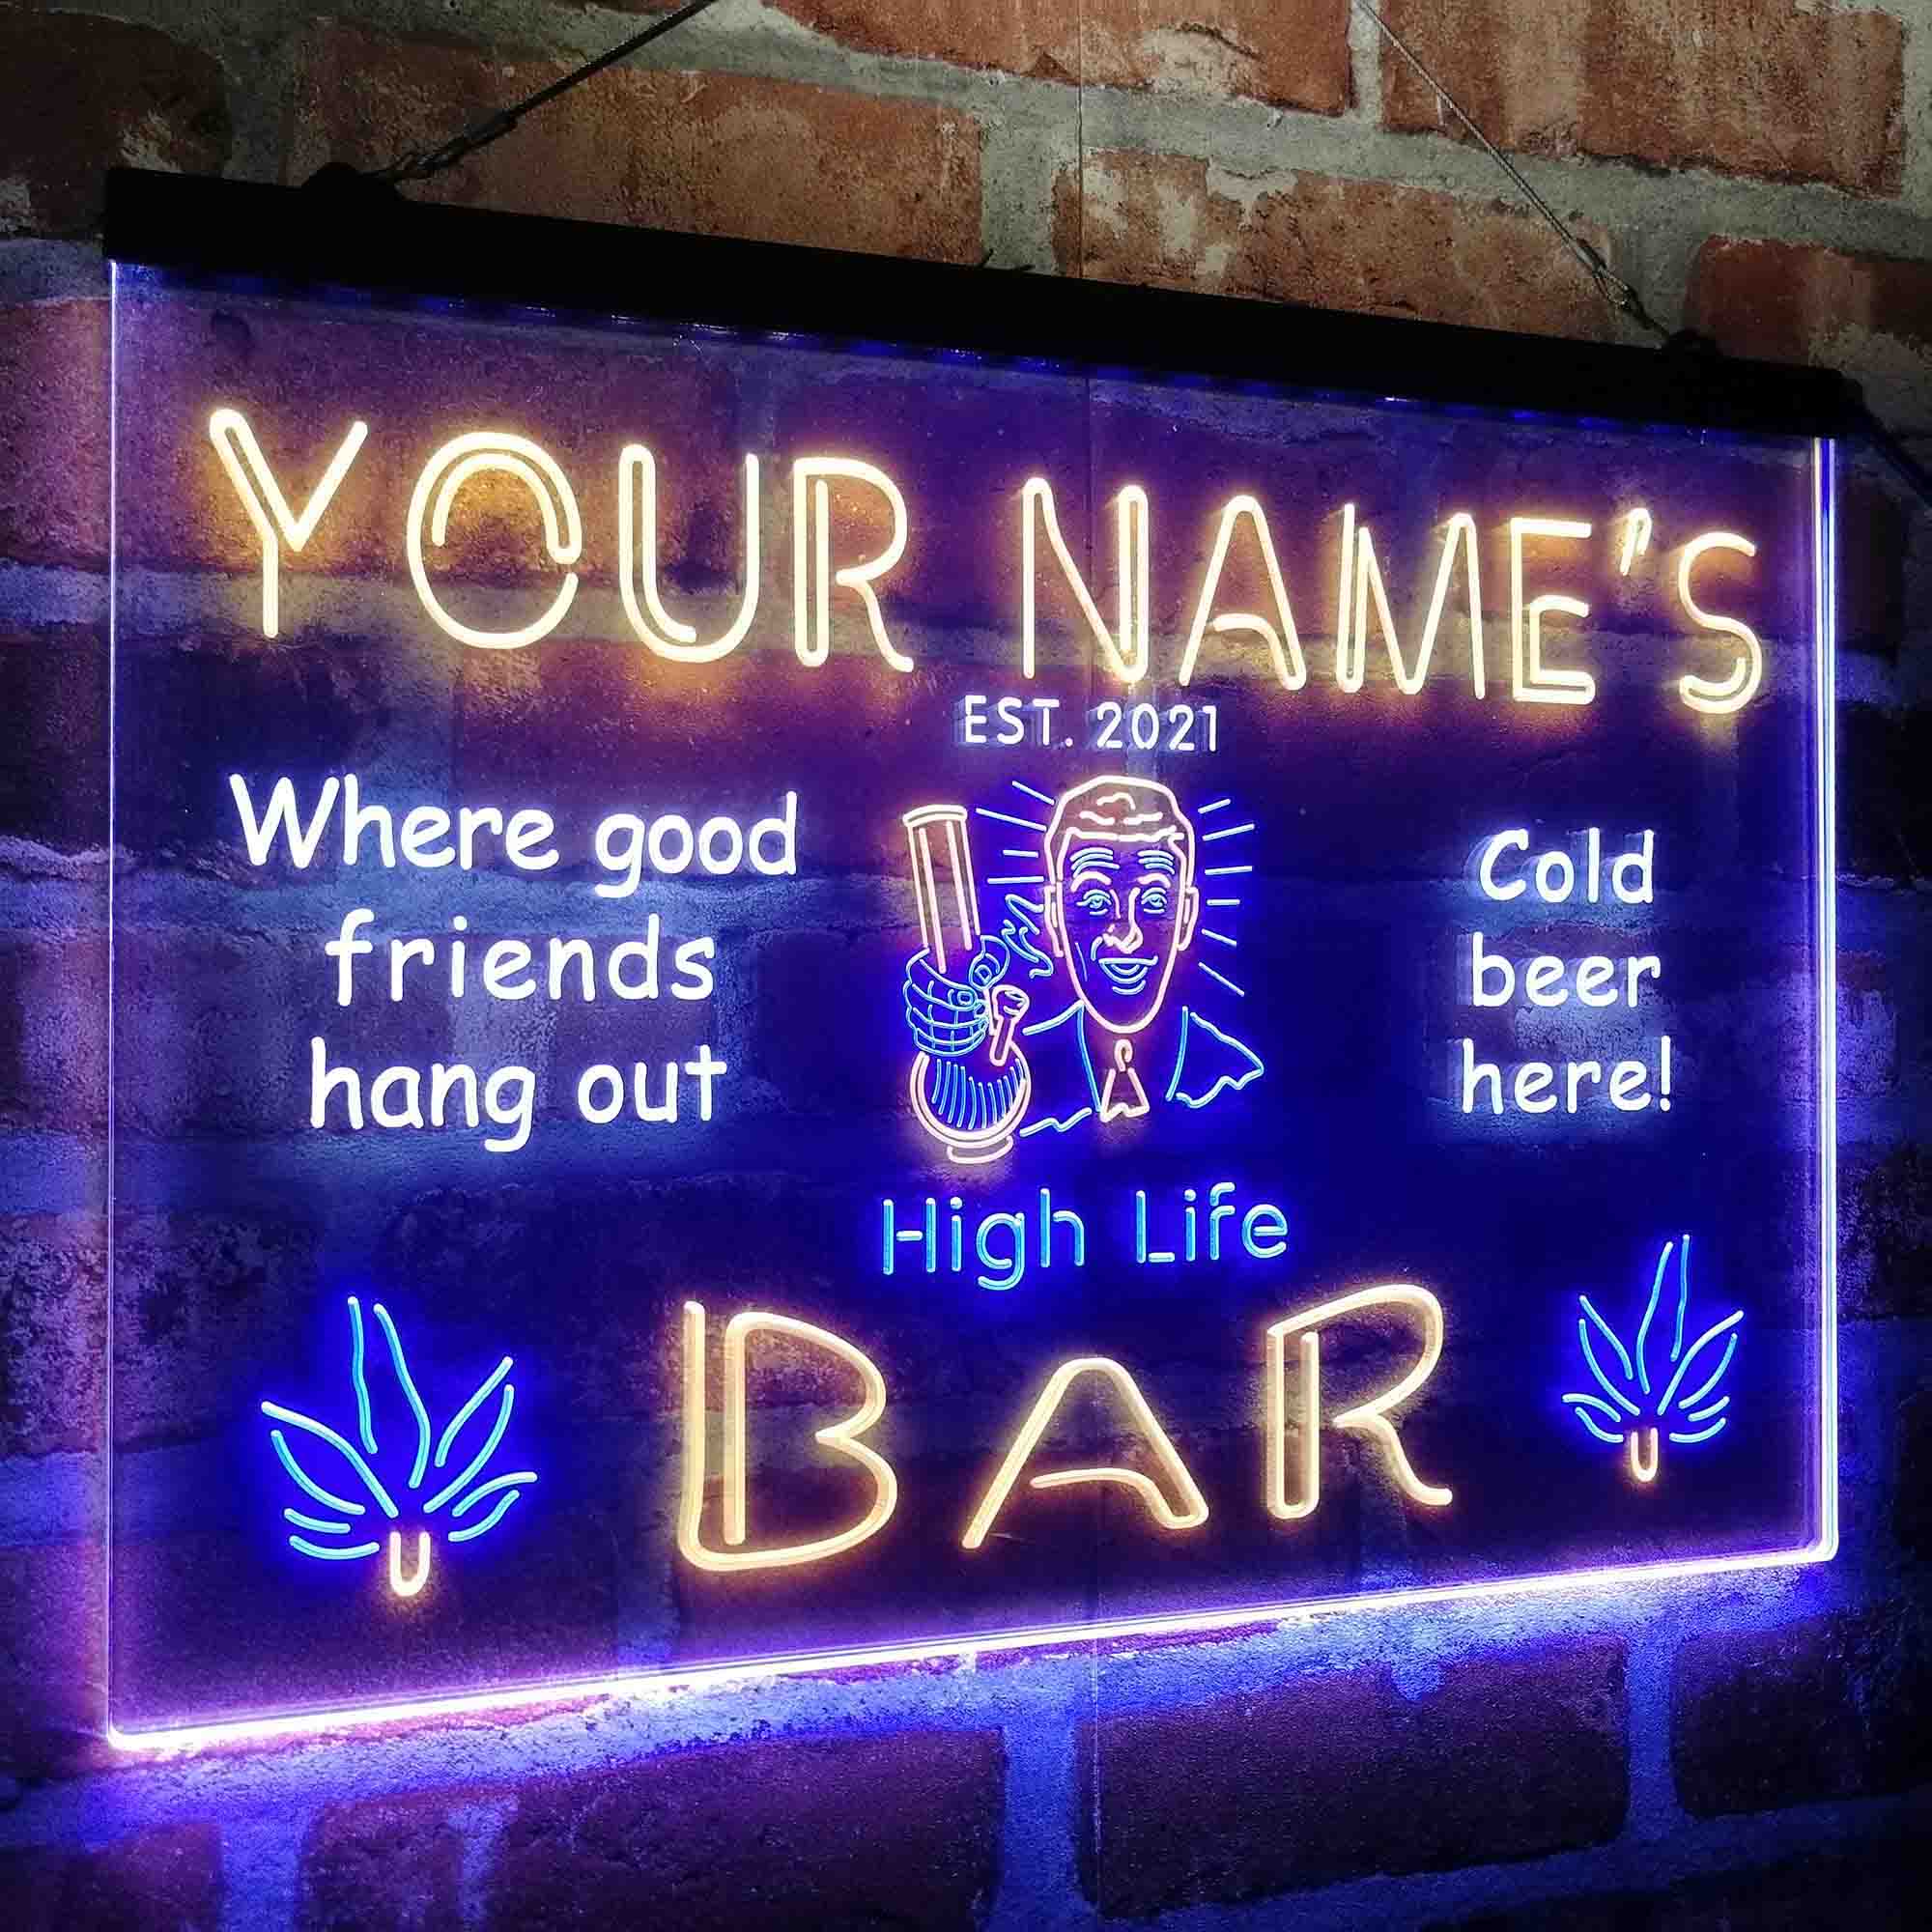 YOUR NAME'S
EST. 2021
Where good
friends
hang out
Cold
beer
here!
High Life
BAR